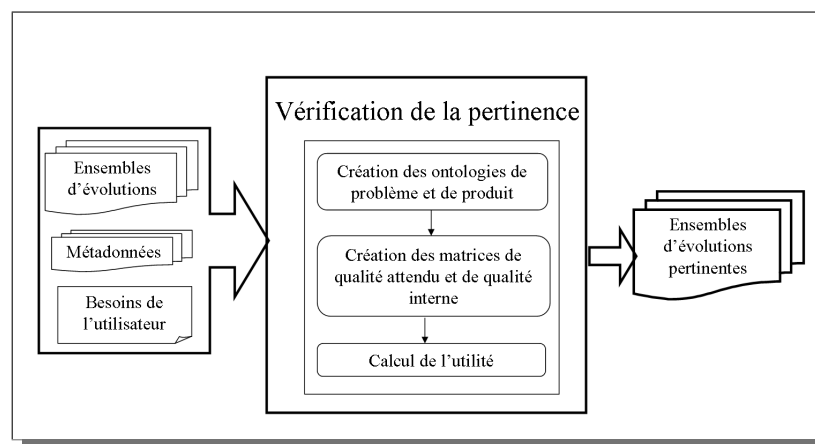 Vérification de la pertinence
Ensembles
d'évolutions
Métadonnées
Besoins de
l'utilisateur
Création des ontologies de
problème et de produit
Création des matrices de
qualité attendu et de qualité
interne
Calcul de l'utilité
Ensembles
d'évolutions
pertinentes